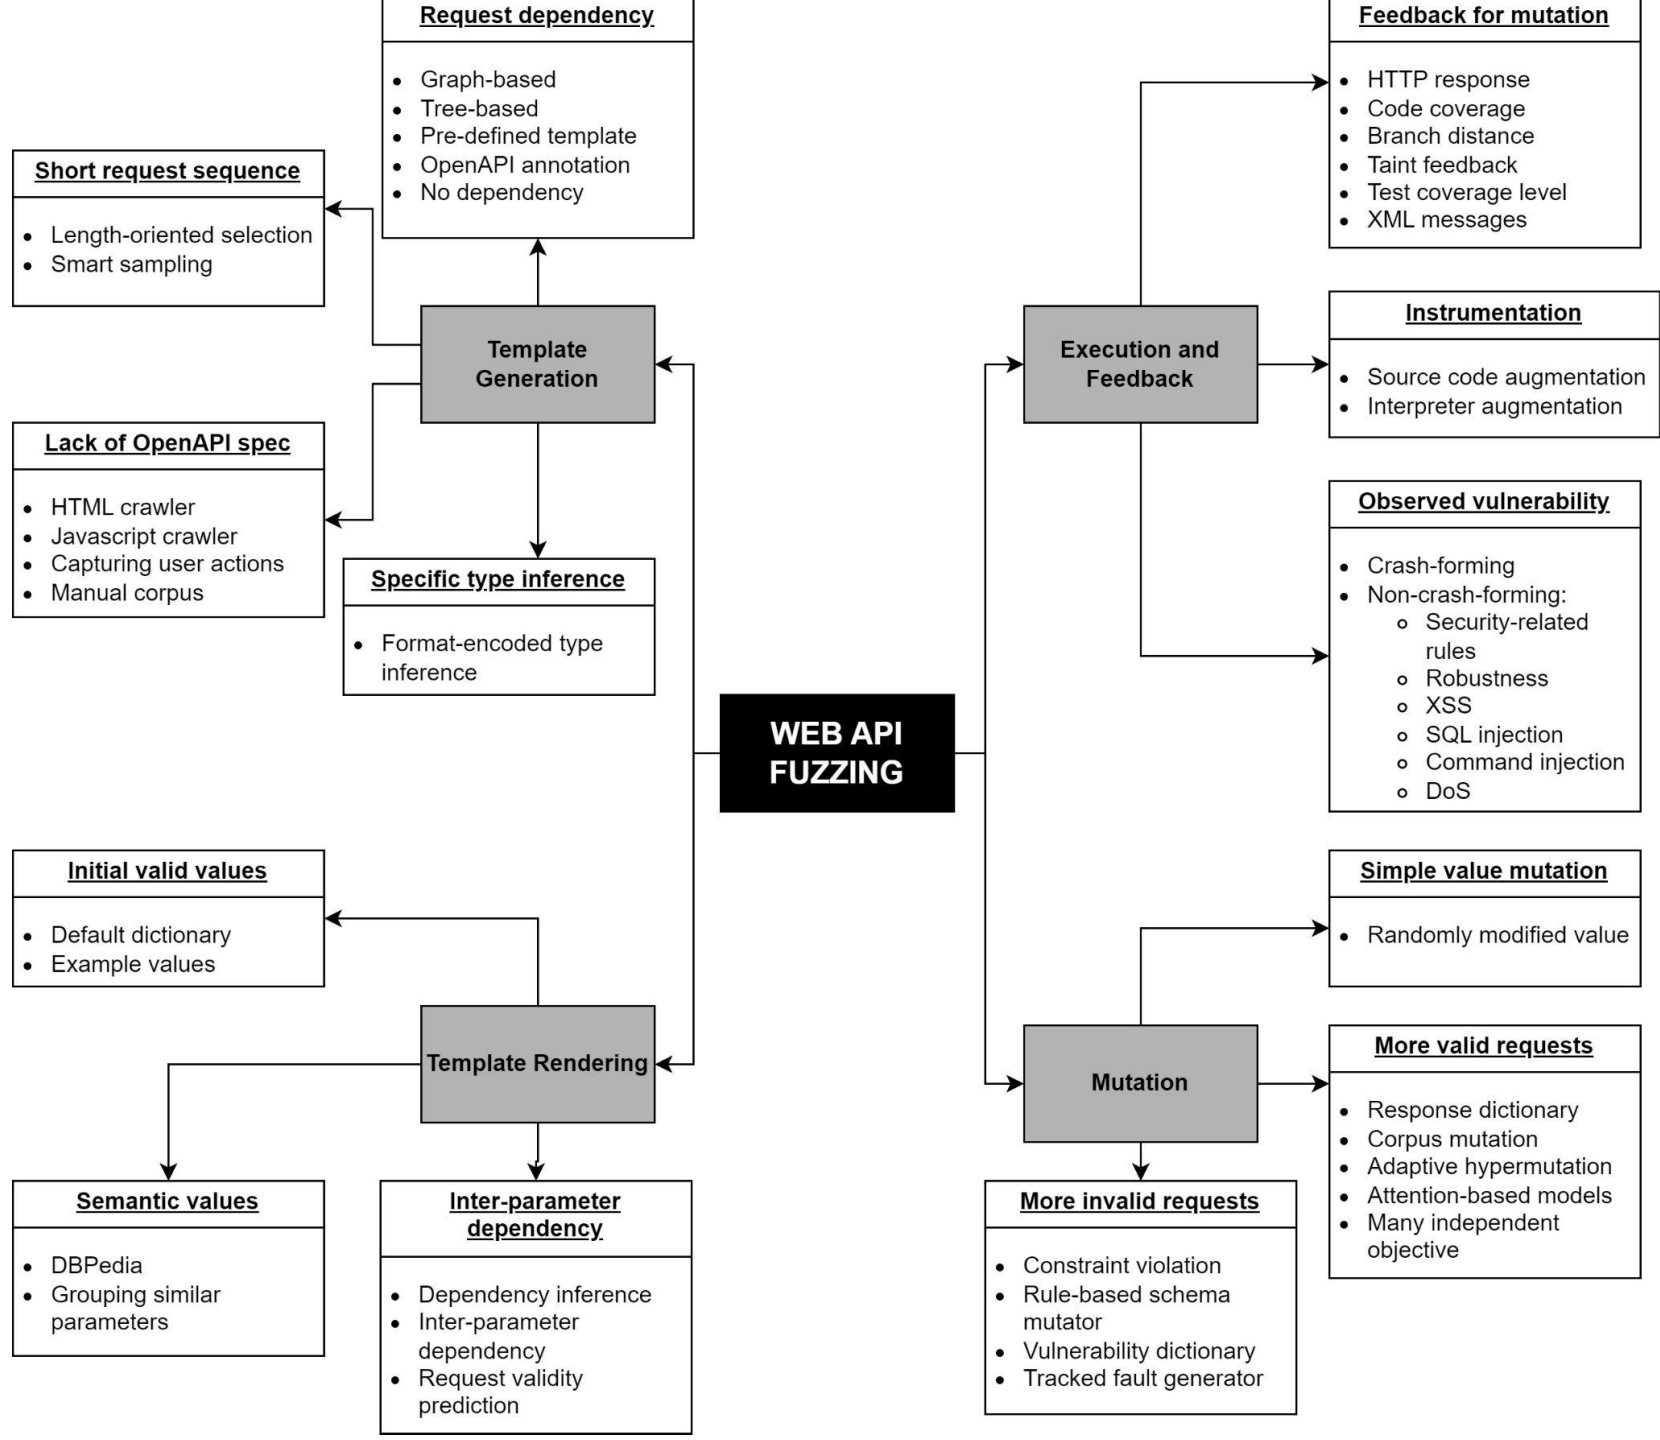 Request dependency
• Graph-based
• Tree-based
• Pre-defined template
• OpenAPI annotation
• No dependency
Short request sequence
• Length-oriented selection
• Smart sampling
Template
Generation
Lack of OpenAPI spec
• HTML crawler
• Javascript crawler
• Capturing user actions
• Manual corpus
Specific type inference
• Format-encoded type
inference
WEB API
FUZZING
Initial valid values
• Default dictionary
• Example values
Template Rendering
Semantic values
• DBPedia
• Grouping similar
parameters
Inter-parameter
dependency
• Dependency inference
• Inter-parameter
dependency
• Request validity
prediction
Feedback for mutation
• HTTP response
• Code coverage
• Branch distance
• Taint feedback
• Test coverage level
• XML messages
Execution and
Feedback
Instrumentation
• Source code augmentation
• Interpreter augmentation
Observed vulnerability
• Crash-forming
• Non-crash-forming:
o Security-related
rules
o Robustness
o XSS
o SQL injection
o Command injection
o DoS
Simple value mutation
• Randomly modified value
Mutation
More valid requests
• Response dictionary
• Corpus mutation
• Adaptive hypermutation
• Attention-based models
• Many independent
objective
More invalid requests
• Constraint violation
• Rule-based schema
mutator
• Vulnerability dictionary
• Tracked fault generator